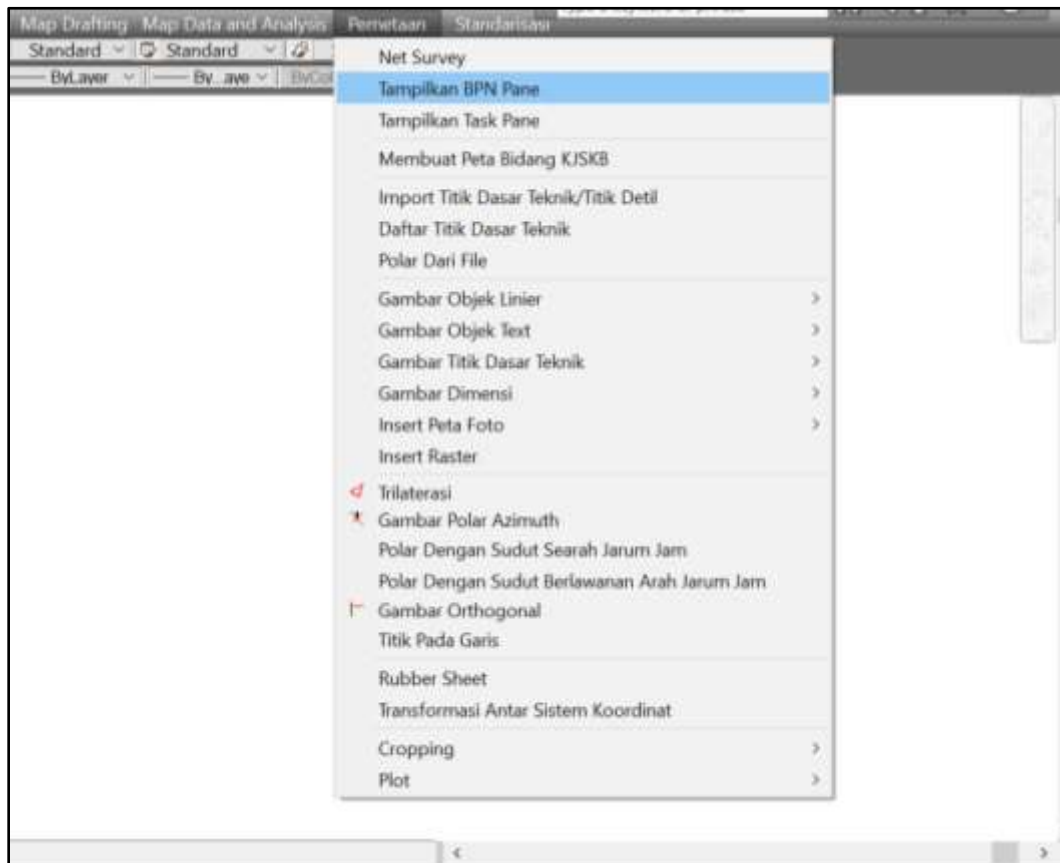 Map Drafting Map Data and Analysis Pemetaan Standarisasi
Standard Standard
ByLayer
Net Survey
Tampilkan BPN Pane
Tampilkan Task Pane
Membuat Peta Bidang KJSKB
Import Titik Dasar Teknik/Titik Detil
Daftar Titik Dasar Teknik
Polar Dari File
Gambar Objek Linier
Gambar Objek Text
Gambar Titik Dasar Teknik
Gambar Dimensi
Insert Peta Foto
Insert Raster
Trilaterasi
Gambar Polar Azimuth
Polar Dengan Sudut Searah Jarum Jam
Polar Dengan Sudut Berlawanan Arah Jarum Jam
Gambar Orthogonal
Titik Pada Garis
Rubber Sheet
Transformasi Antar Sistem Koordinat
Cropping
Plot